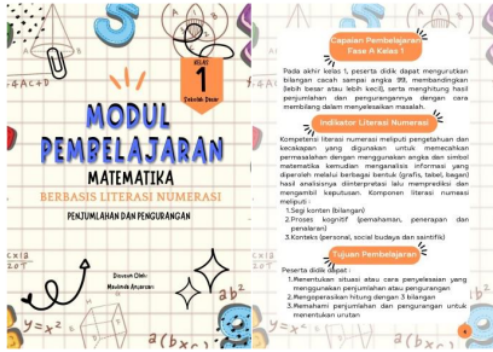 KELAS
1
Sekolah Dasar
MODUL
PEMBELAJARAN
MATEMATIKA
BERBASIS LITERASI NUMERASI
PENJUMLAHAN DAN PENGURANGAN
Disusun Oleh:
Capaian Pembelajaran
Fase A Kelas 1
Pada akhir kelas 1, peserta didik dapat mengurutkan
bilangan cacah sampai angka 99, membandingkan
(lebih besar atau lebih kecil), serta menghitung hasil
penjumlahan dan pengurangannya dengan cara
membilang dalam menyelesaikan masalah.
Indikator Literasi Numerasi
Kompetensi literasi numerasi meliputi pengetahuan dan
kecakapan yang digunakan untuk memecahkan
permasalahan dengan menggunakan angka dan simbol
matematika kemudian menganalisis informasi yang
diperoleh melalui berbagai bentuk (grafis, tabel, bagan)
hasil analisisnya diinterpretasi lalu memprediksi dan
mengambil keputusan. Komponen literasi numerasi
meliputi :
1.Segi konten (bilangan)
2.Proses kognitif (pemahaman, penerapan dan
penalaran)
3.Konteks (personal, social budaya dan saintifik)
Tujuan Pembelajaran
Peserta didik dapat :
1.Menentukan situasi atau cara penyelesaian yang
menggunakan penjumlahan atau pengurangan
2.Mengoperasikan hitung dengan 3 bilangan
3.Memahami penjumlahan dan pengurangan untuk
menentukan urutan